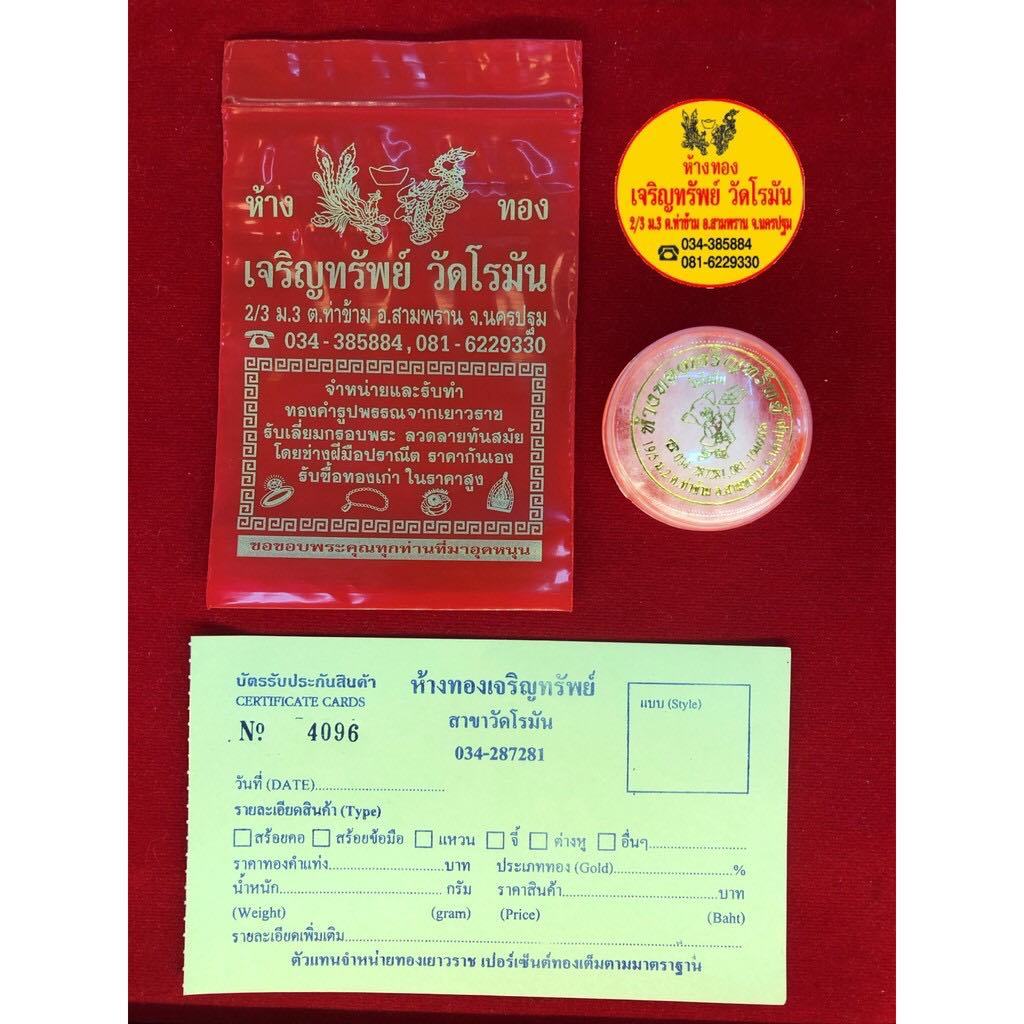 ห้าง ทอง
เจริญทรัพย์ วัดโรมัน
2/3 ม.3 ต.ท่าข้าม อ.สามพราน จ.นครปฐม
☎ 034-385884, 081-6229330
จำหน่ายและรับทำ
ทองคำรูปพรรณจากเยาวราช
รับเลี่ยมกรอบพระ ลวดลายทันสมัย
โดยช่างฝีมือปราณีต ราคากันเอง
รับซื้อทองเก่า ในราคาสูง
ขอขอบพระคุณทุกท่านที่มาอุดหนุน
ห้างทอง
เจริญทรัพย์ วัดโรมัน
2/3 ม.3 ต.ท่าข้าม อ.สามพราน จ.นครปฐม
☎ 034-385884
081-6229330
ห้างทองเจริญทรัพย์
บัตรรับประกันสินค้า
CERTIFICATE CARDS
Nº 4096
ห้างทองเจริญทรัพย์
สาขาวัดโรมัน
034-287281
แบบ (Style)
วันที่ (DATE)
รายละเอียดสินค้า (Type)
สร้อยคอ สร้อยข้อมือ แหวน จี้ ต่างหู อื่นๆ
ราคาทองคำแท่ง บาท ประเภททอง (Gold) %
น้ำหนัก กรัม ราคาสินค้า บาท
(Weight) (gram) (Price) (Baht)
รายละเอียดเพิ่มเติม
ตัวแทนจำหน่ายทองเยาวราช เปอร์เซ็นต์ทองเต็มตามมาตราฐาน